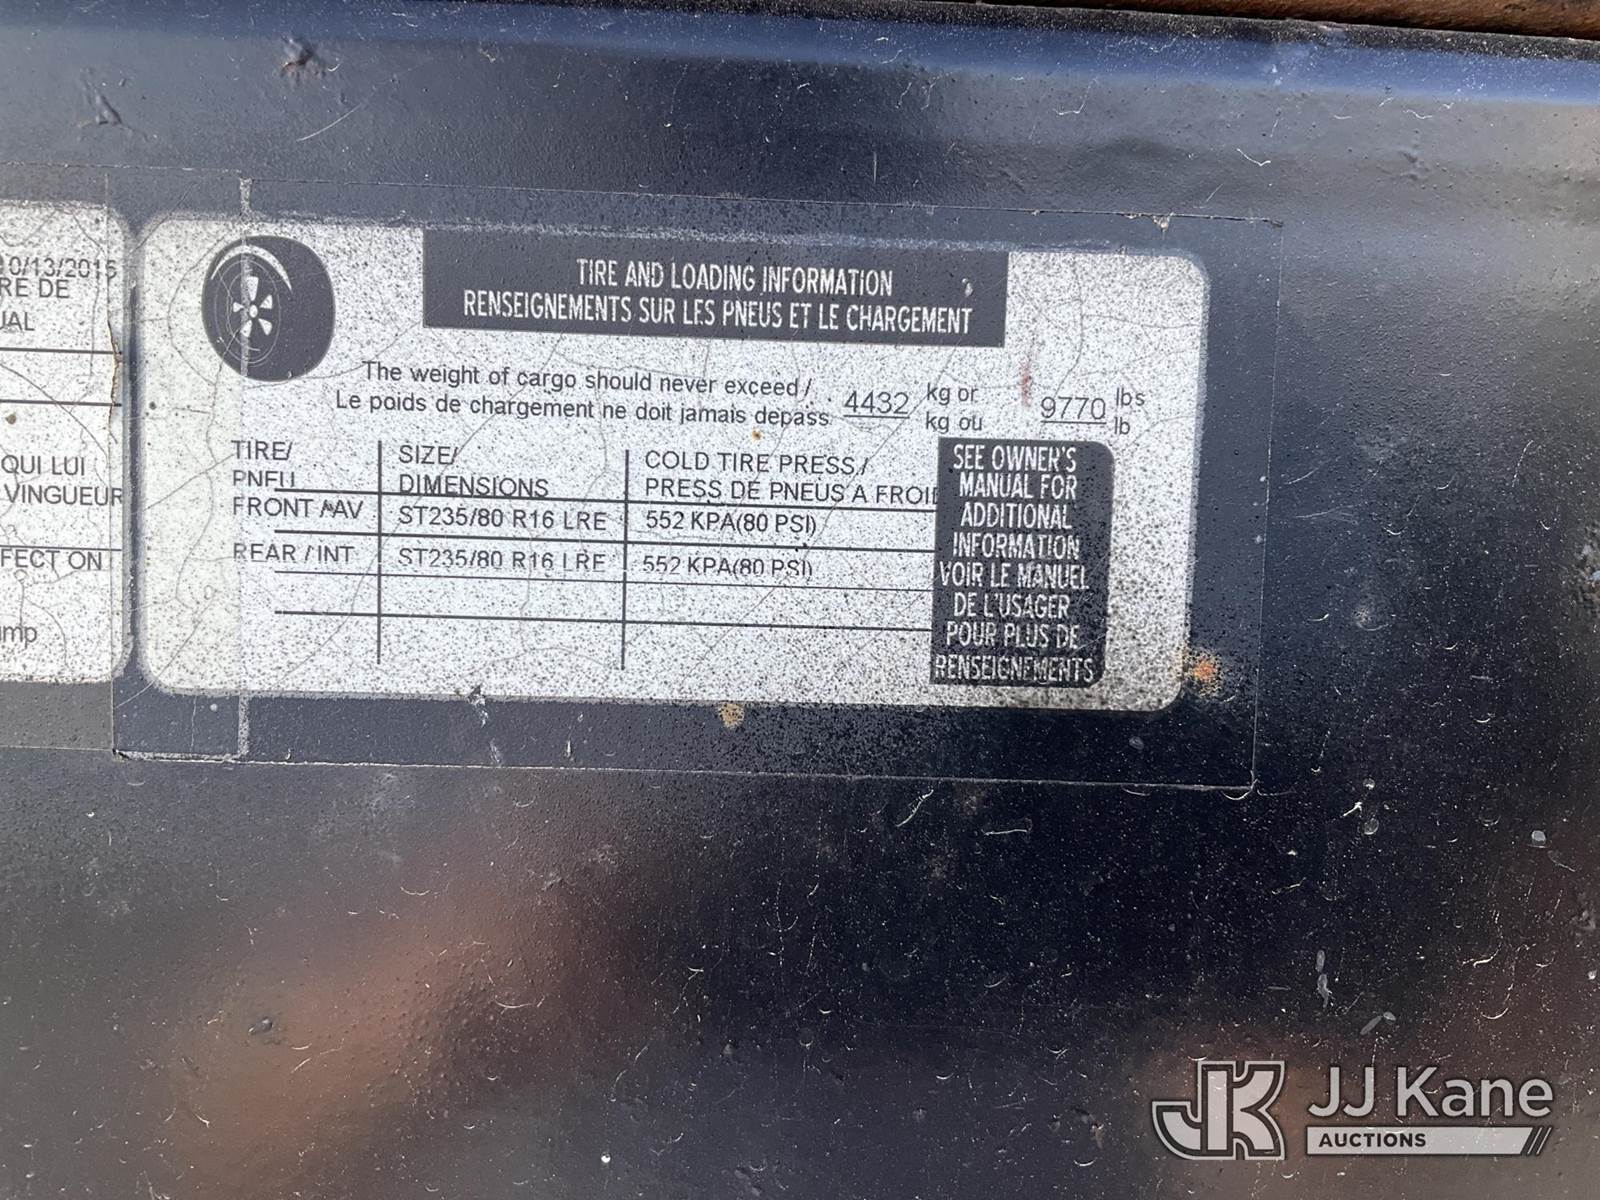 10/13/2015
RE DE
UAL
QUI LUI
VINGUEUR
FECT ON
imp
TIRE AND LOADING INFORMATION
RENSEIGNEMENTS SUR LES PNEUS ET LE CHARGEMENT
The weight of cargo should never exceed / 4432 kg or 9770 lbs
Le poids de chargement ne doit jamais depass kg ou lb
TIRE/ SIZE/ COLD TIRE PRESS /
PNEU DIMENSIONS PRESS DE PNEUS A FROID
FRONT /AV ST235/80 R16 LRE 552 KPA(80 PSI)
REAR / INT ST235/80 R16 LRE 552 KPA(80 PSI)
SEE OWNER'S
MANUAL FOR
ADDITIONAL
INFORMATION
VOIR LE MANUEL
DE L'USAGER
POUR PLUS DE
RENSEIGNEMENTS
JK JJ Kane
AUCTIONS